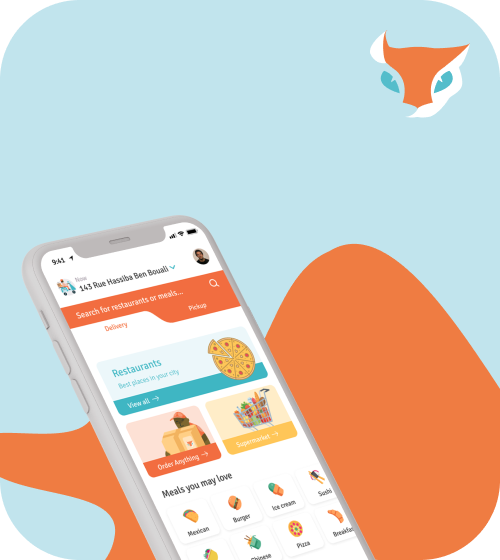 9:41
Now
143 Rue Hassiba Ben Bouali
Search for restaurants or meals...
Delivery
Pickup
Restaurants
Best places in your city
View all
Order Anything
Supermarket
Meals you may love
Mexican
Burger
Ice cream
Sushi
Chinese
Pizza
Breakfas